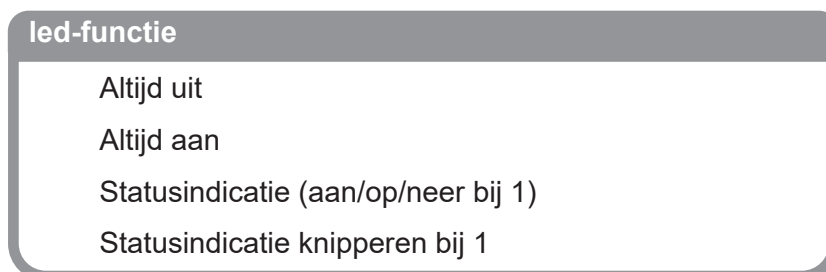 led-functie
Altijd uit
Altijd aan
Statusindicatie (aan/op/neer bij 1)
Statusindicatie knipperen bij 1